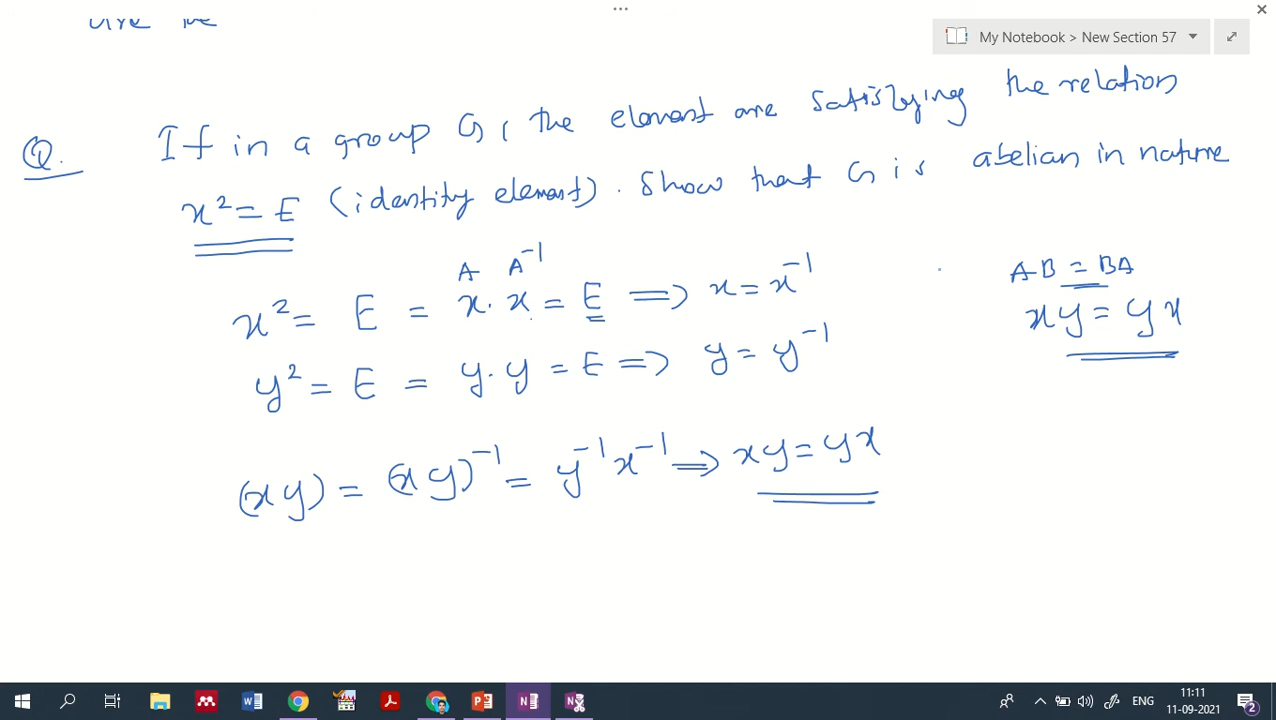 My Notebook > New Section 57
Q. If in a group G, the element are satisfying the relation
x² = E (identity element). Show that G is abelian in nature
A A⁻¹
x² = E = x·x = E ⟹ x = x⁻¹
AB = BA
xy = yx
y² = E = y·y = E ⟹ y = y⁻¹
(xy) = (xy)⁻¹ = y⁻¹x⁻¹ ⟹ xy = yx
ENG
11:11
11-09-2021
2